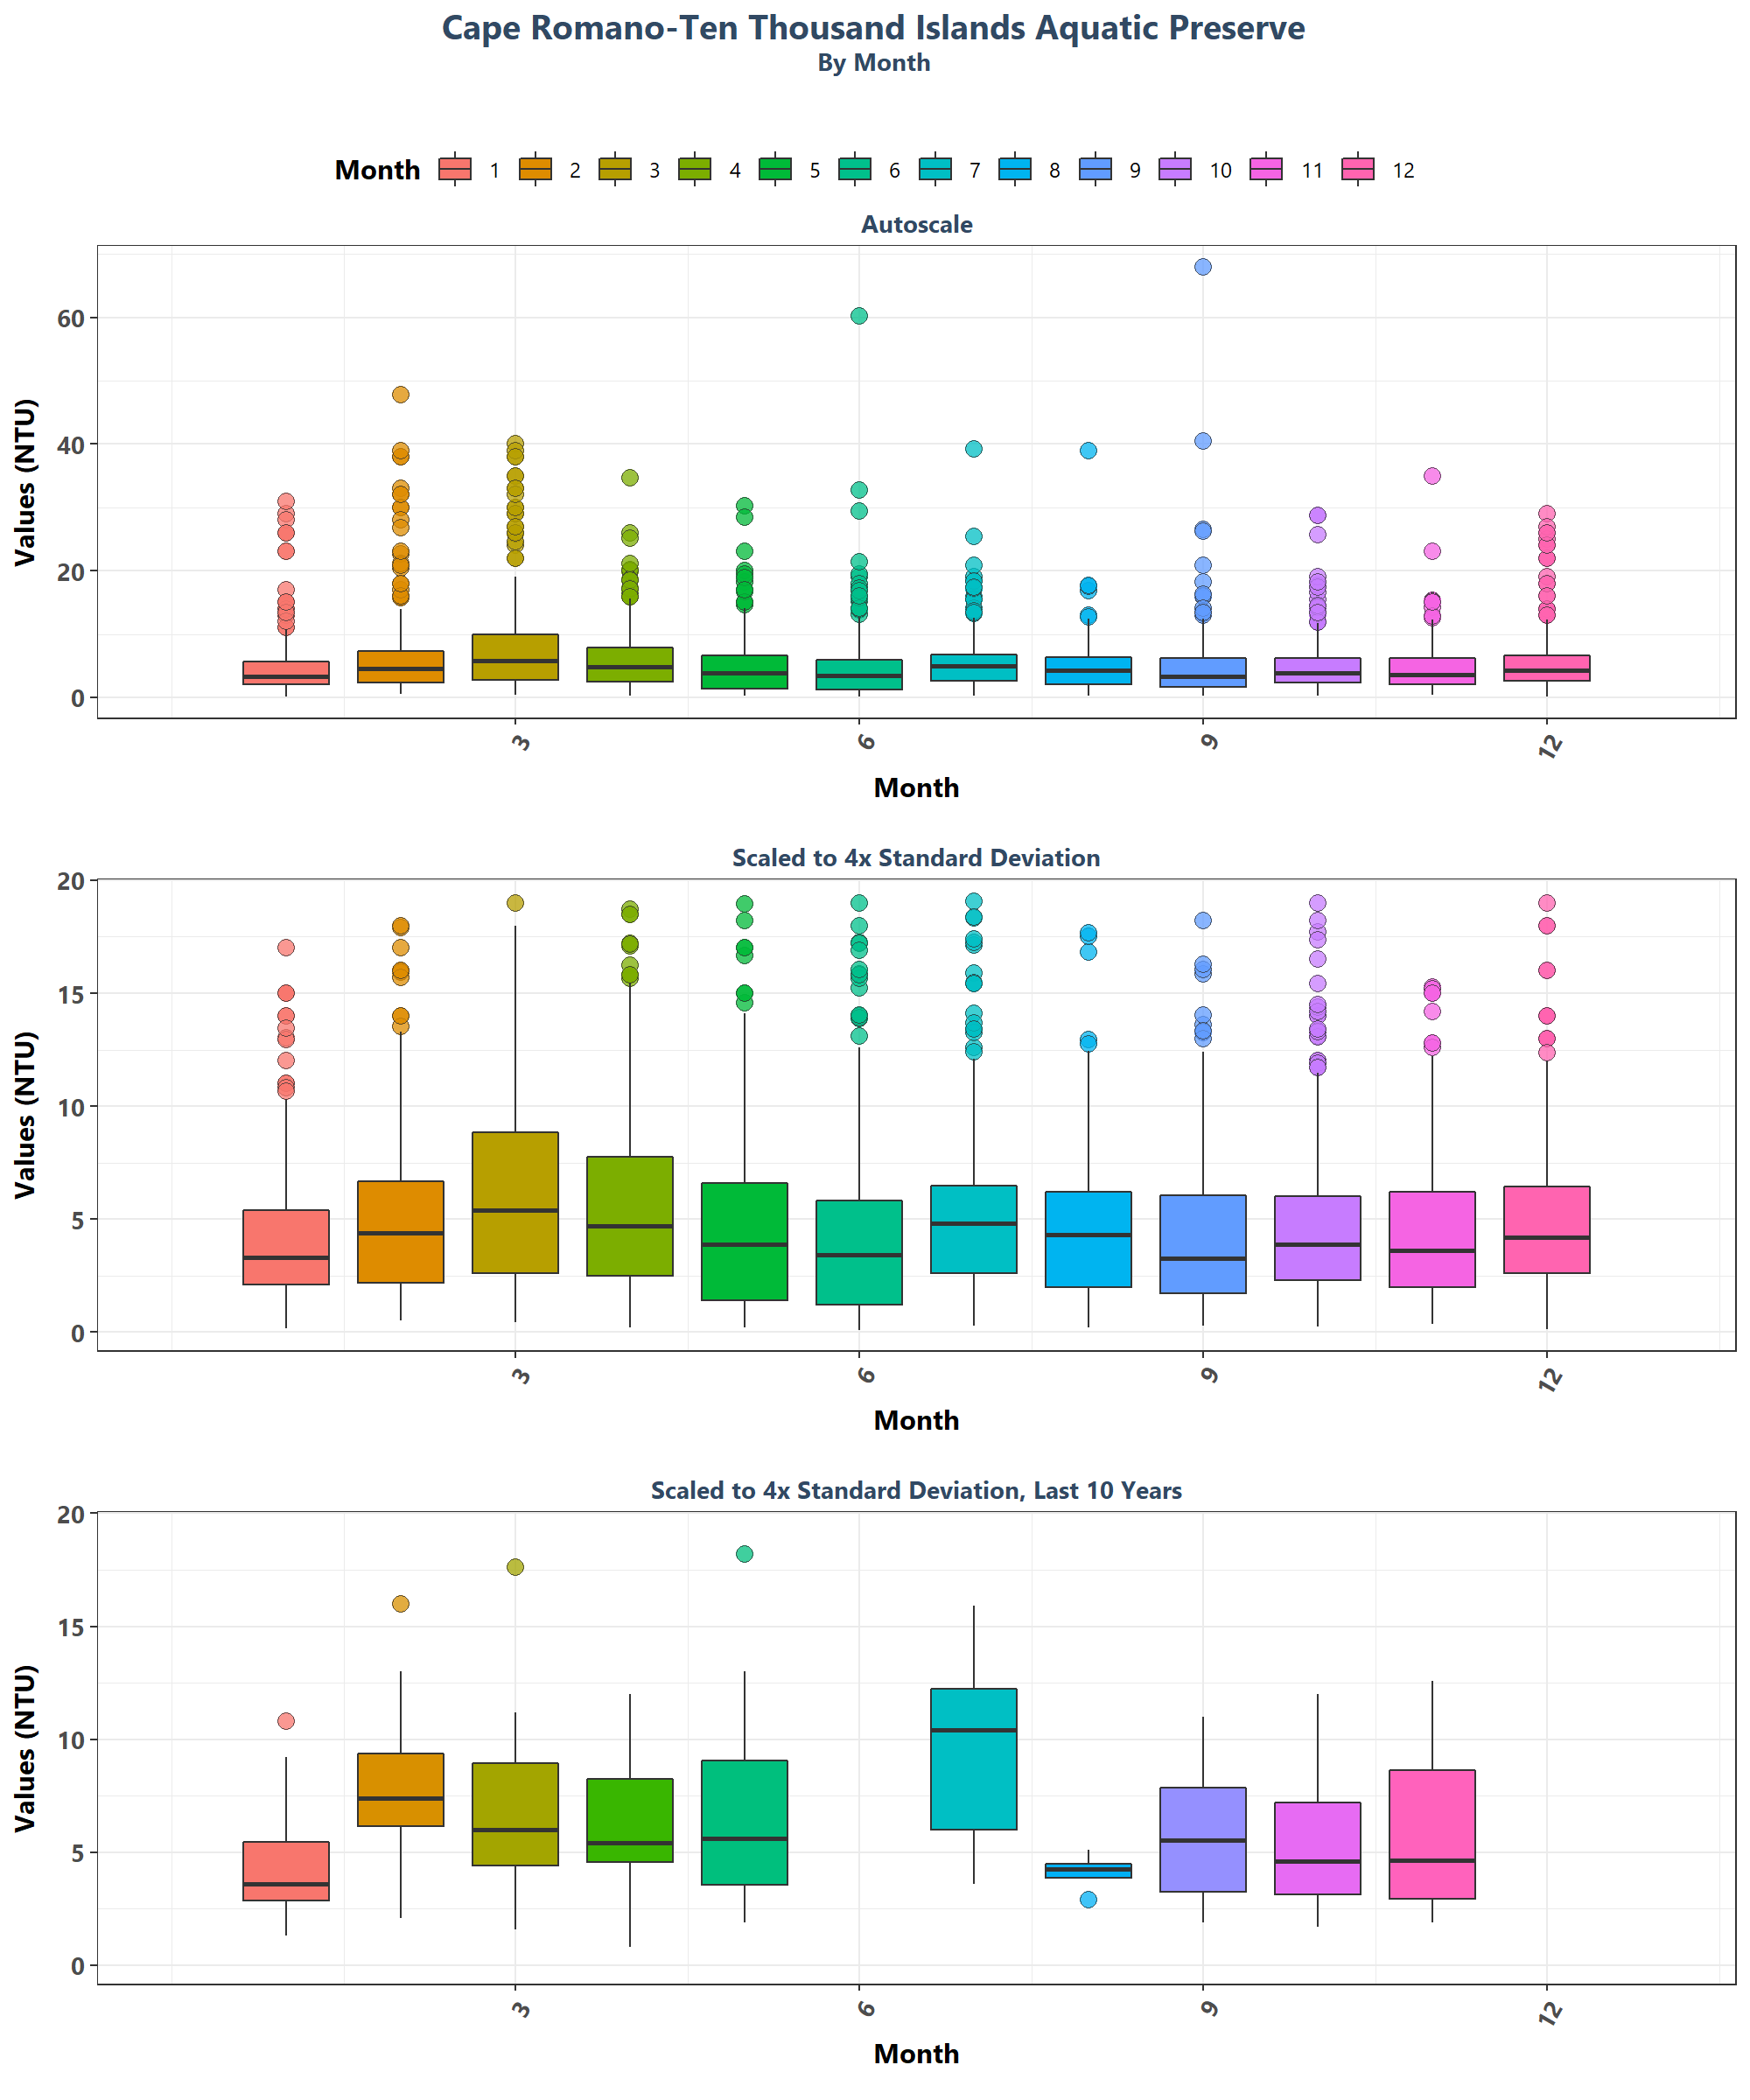 Cape Romano-Ten Thousand Islands Aquatic Preserve
By Month
Month 1 2 3 4 5 6 7 8 9 10 11 12
Autoscale
Values (NTU)
60
40
20
0
3 6 9 12
Month
Scaled to 4x Standard Deviation
Values (NTU)
20
15
10
5
0
3 6 9 12
Month
Scaled to 4x Standard Deviation, Last 10 Years
Values (NTU)
20
15
10
5
0
3 6 9 12
Month